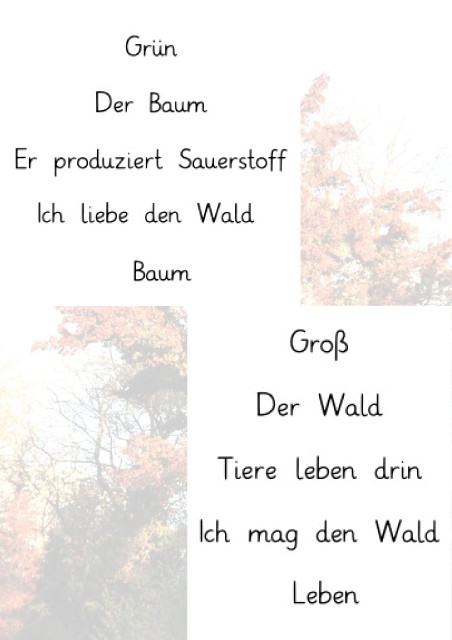 Grün
Der Baum
Er produziert Sauerstoff
Ich liebe den Wald
Baum
Groß
Der Wald
Tiere leben drin
Ich mag den Wald
Leben